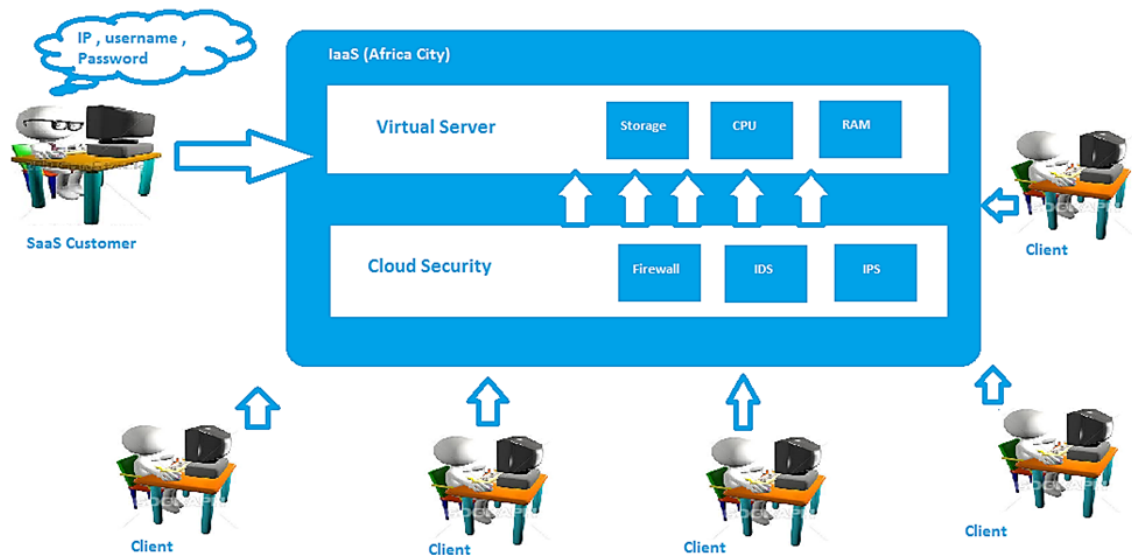 IP , username ,
Password
IaaS (Africa City)
Virtual Server
Storage
CPU
RAM
SaaS Customer
Client
Cloud Security
Firewall
IDS
IPS
Client
Client
Client
Client